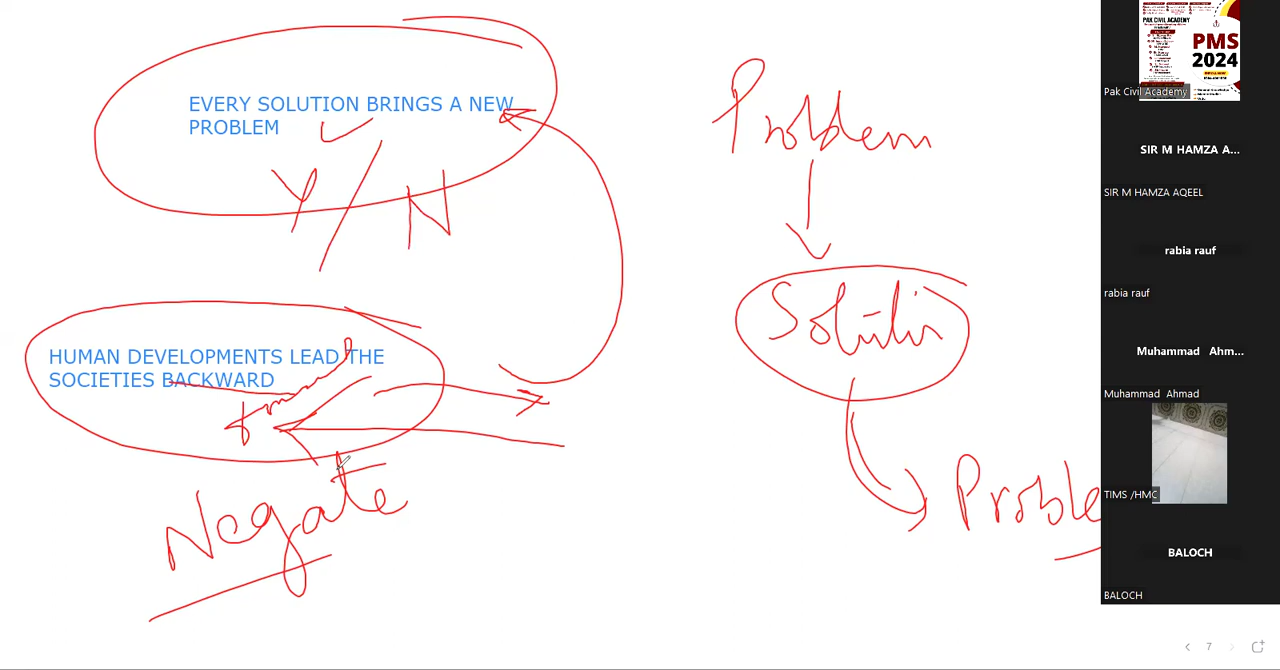 EVERY SOLUTION BRINGS A NEW
PROBLEM
Y / N
HUMAN DEVELOPMENTS LEAD THE
SOCIETIES BACKWARD
Negate
Problem
Solutin
Proble
PAK CIVIL ACADEMY
PMS
2024
Pak Civil Academy
SIR M HAMZA A...
SIR M HAMZA AQEEL
rabia rauf
rabia rauf
Muhammad Ahm...
Muhammad Ahmad
TIMS /HMC
BALOCH
BALOCH
7